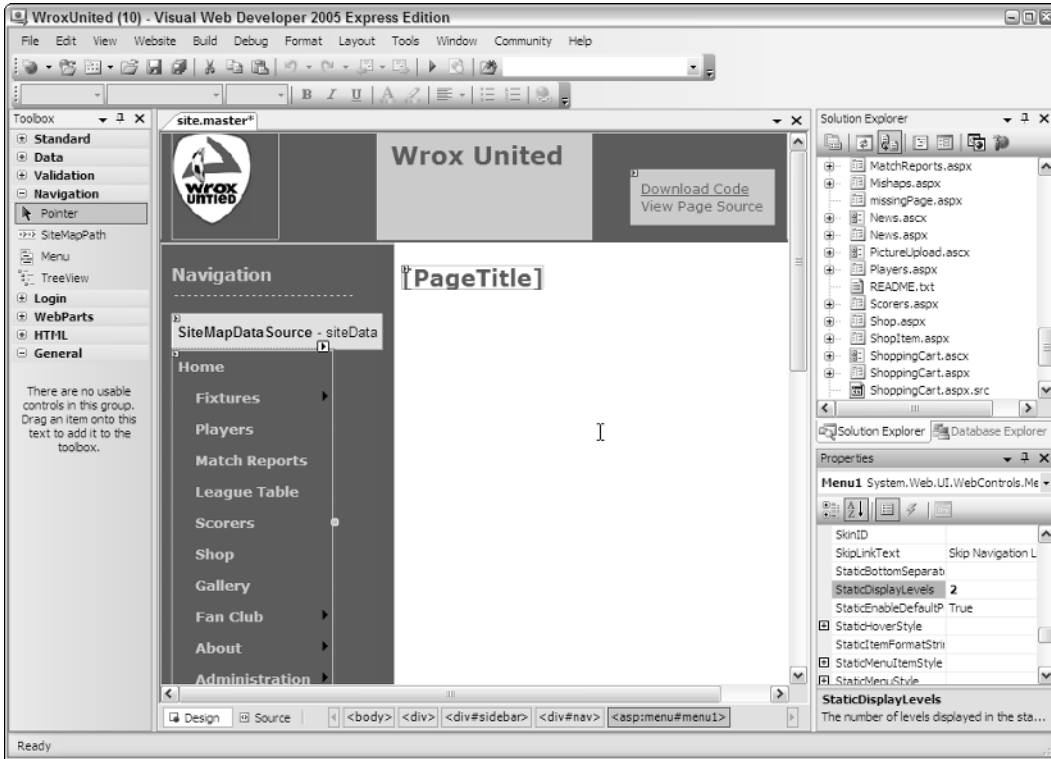 WroxUnited (10) - Visual Web Developer 2005 Express Edition
File Edit View Website Build Debug Format Layout Tools Window Community Help
B I U A
Toolbox
Standard
Data
Validation
Navigation
Pointer
SiteMapPath
Menu
TreeView
Login
WebParts
HTML
General
There are no usable
controls in this group.
Drag an item onto this
text to add it to the
toolbox.
site.master*
wrox
UNTIED
Wrox United
Download Code
View Page Source
Navigation
[PageTitle]
SiteMapDataSource - siteData
Home
Fixtures
Players
Match Reports
League Table
Scorers
Shop
Gallery
Fan Club
About
Administration
Design Source <body> <div> <div#sidebar> <div#nav> <asp:menu#menu1>
Solution Explorer
MatchReports.aspx
Mishaps.aspx
missingPage.aspx
News.ascx
News.aspx
PictureUpload.ascx
Players.aspx
README.txt
Scorers.aspx
Shop.aspx
ShopItem.aspx
ShoppingCart.ascx
ShoppingCart.aspx
ShoppingCart.aspx.src
Solution Explorer Database Explorer
Properties
Menu1 System.Web.UI.WebControls.Me
SkinID
SkipLinkText Skip Navigation L
StaticBottomSeparat
StaticDisplayLevels 2
StaticEnableDefaultP True
StaticHoverStyle
StaticItemFormatStri
StaticMenuItemStyle
StaticMenuStyle
StaticDisplayLevels
The number of levels displayed in the sta...
Ready